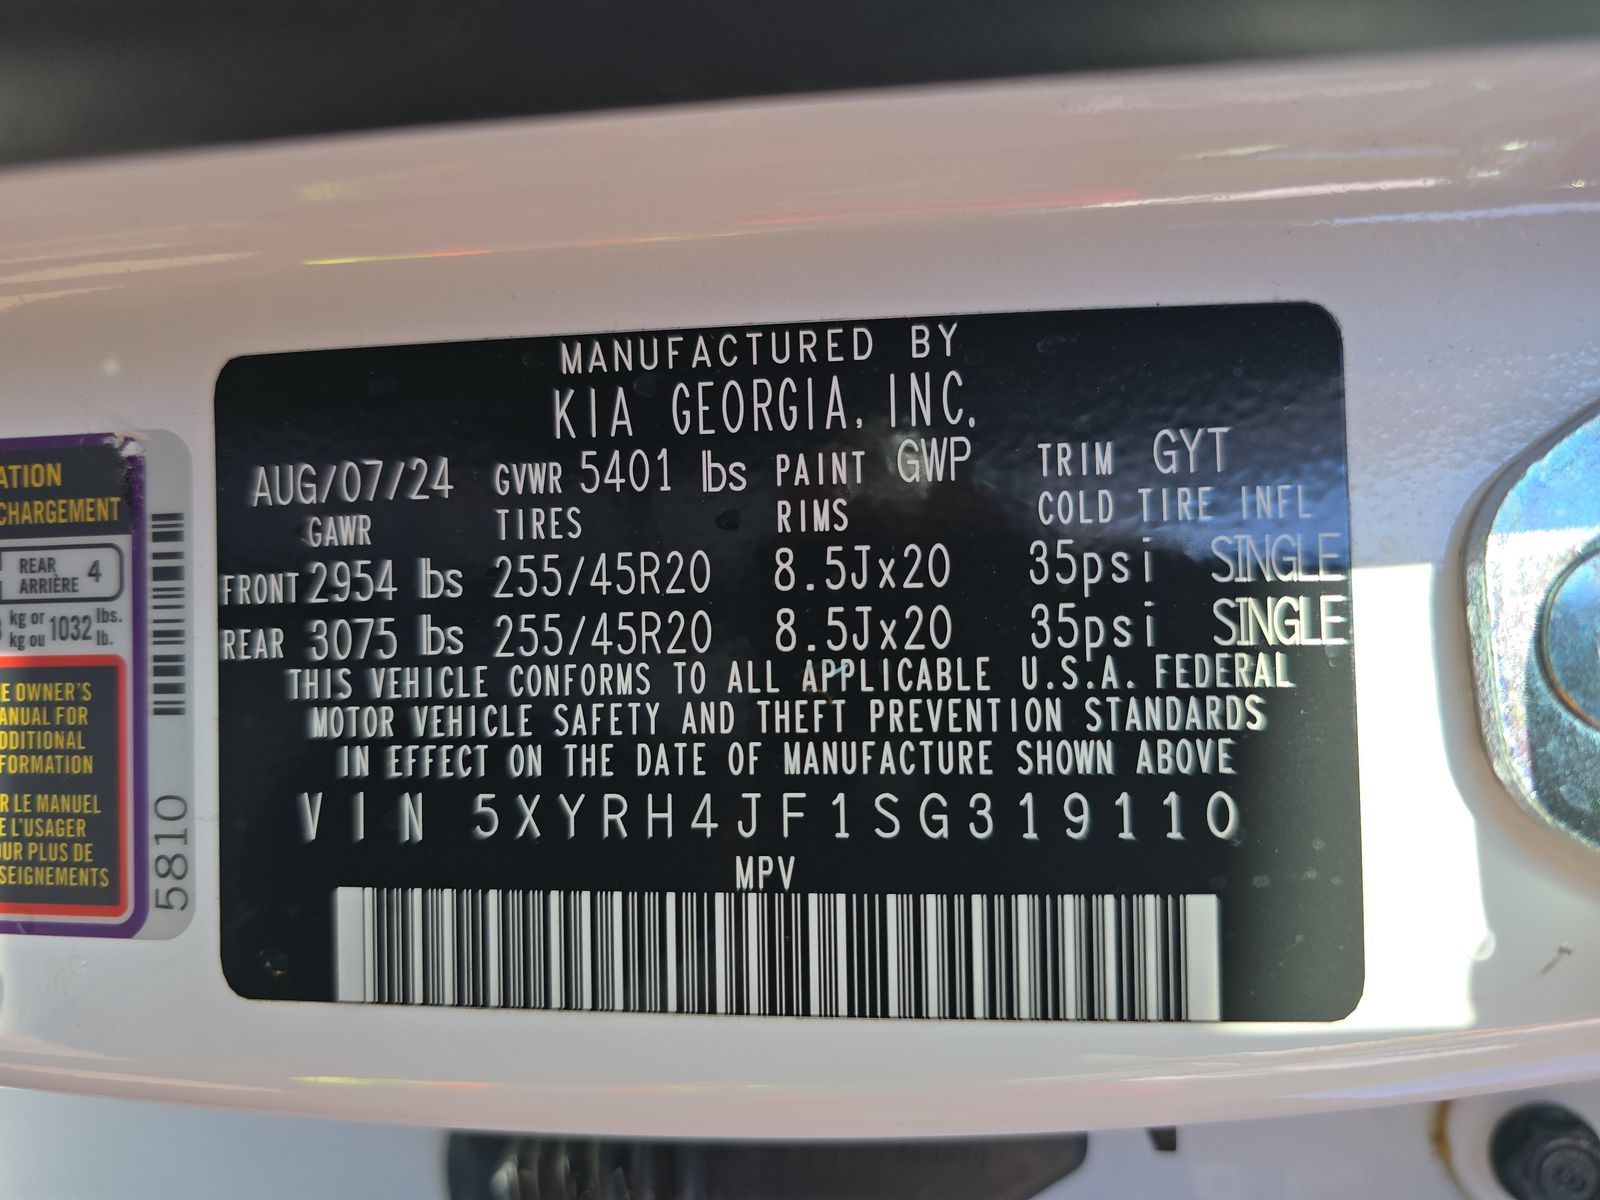 MANUFACTURED BY
KIA GEORGIA, INC.
AUG/07/24 GVWR 5401 lbs PAINT GWP TRIM GYT
GAWR TIRES RIMS COLD TIRE INFL
FRONT 2954 lbs 255/45R20 8.5Jx20 35psi SINGLE
REAR 3075 lbs 255/45R20 8.5Jx20 35psi SINGLE
THIS VEHICLE CONFORMS TO ALL APPLICABLE U.S.A. FEDERAL
MOTOR VEHICLE SAFETY AND THEFT PREVENTION STANDARDS
IN EFFECT ON THE DATE OF MANUFACTURE SHOWN ABOVE
VIN 5XYRH4JF1SG319110
MPV
ATION
CHARGEMENT
REAR
ARRIÈRE 4
kg or 1032 lbs.
kg ou lb.
E OWNER'S
ANUAL FOR
DDITIONAL
FORMATION
R LE MANUEL
E L'USAGER
OUR PLUS DE
SEIGNEMENTS
5810